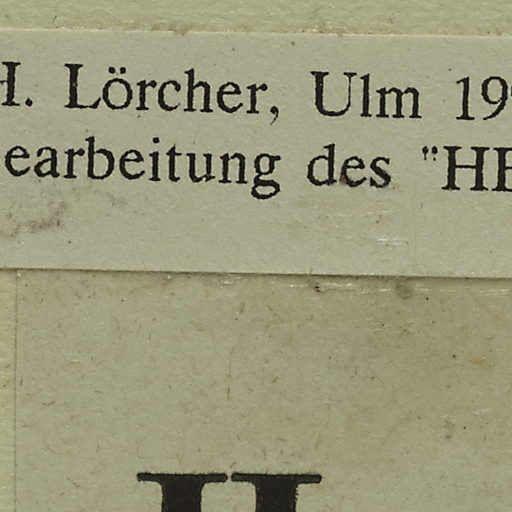 H. Lörcher, Ulm 19
earbeitung des "HE
H